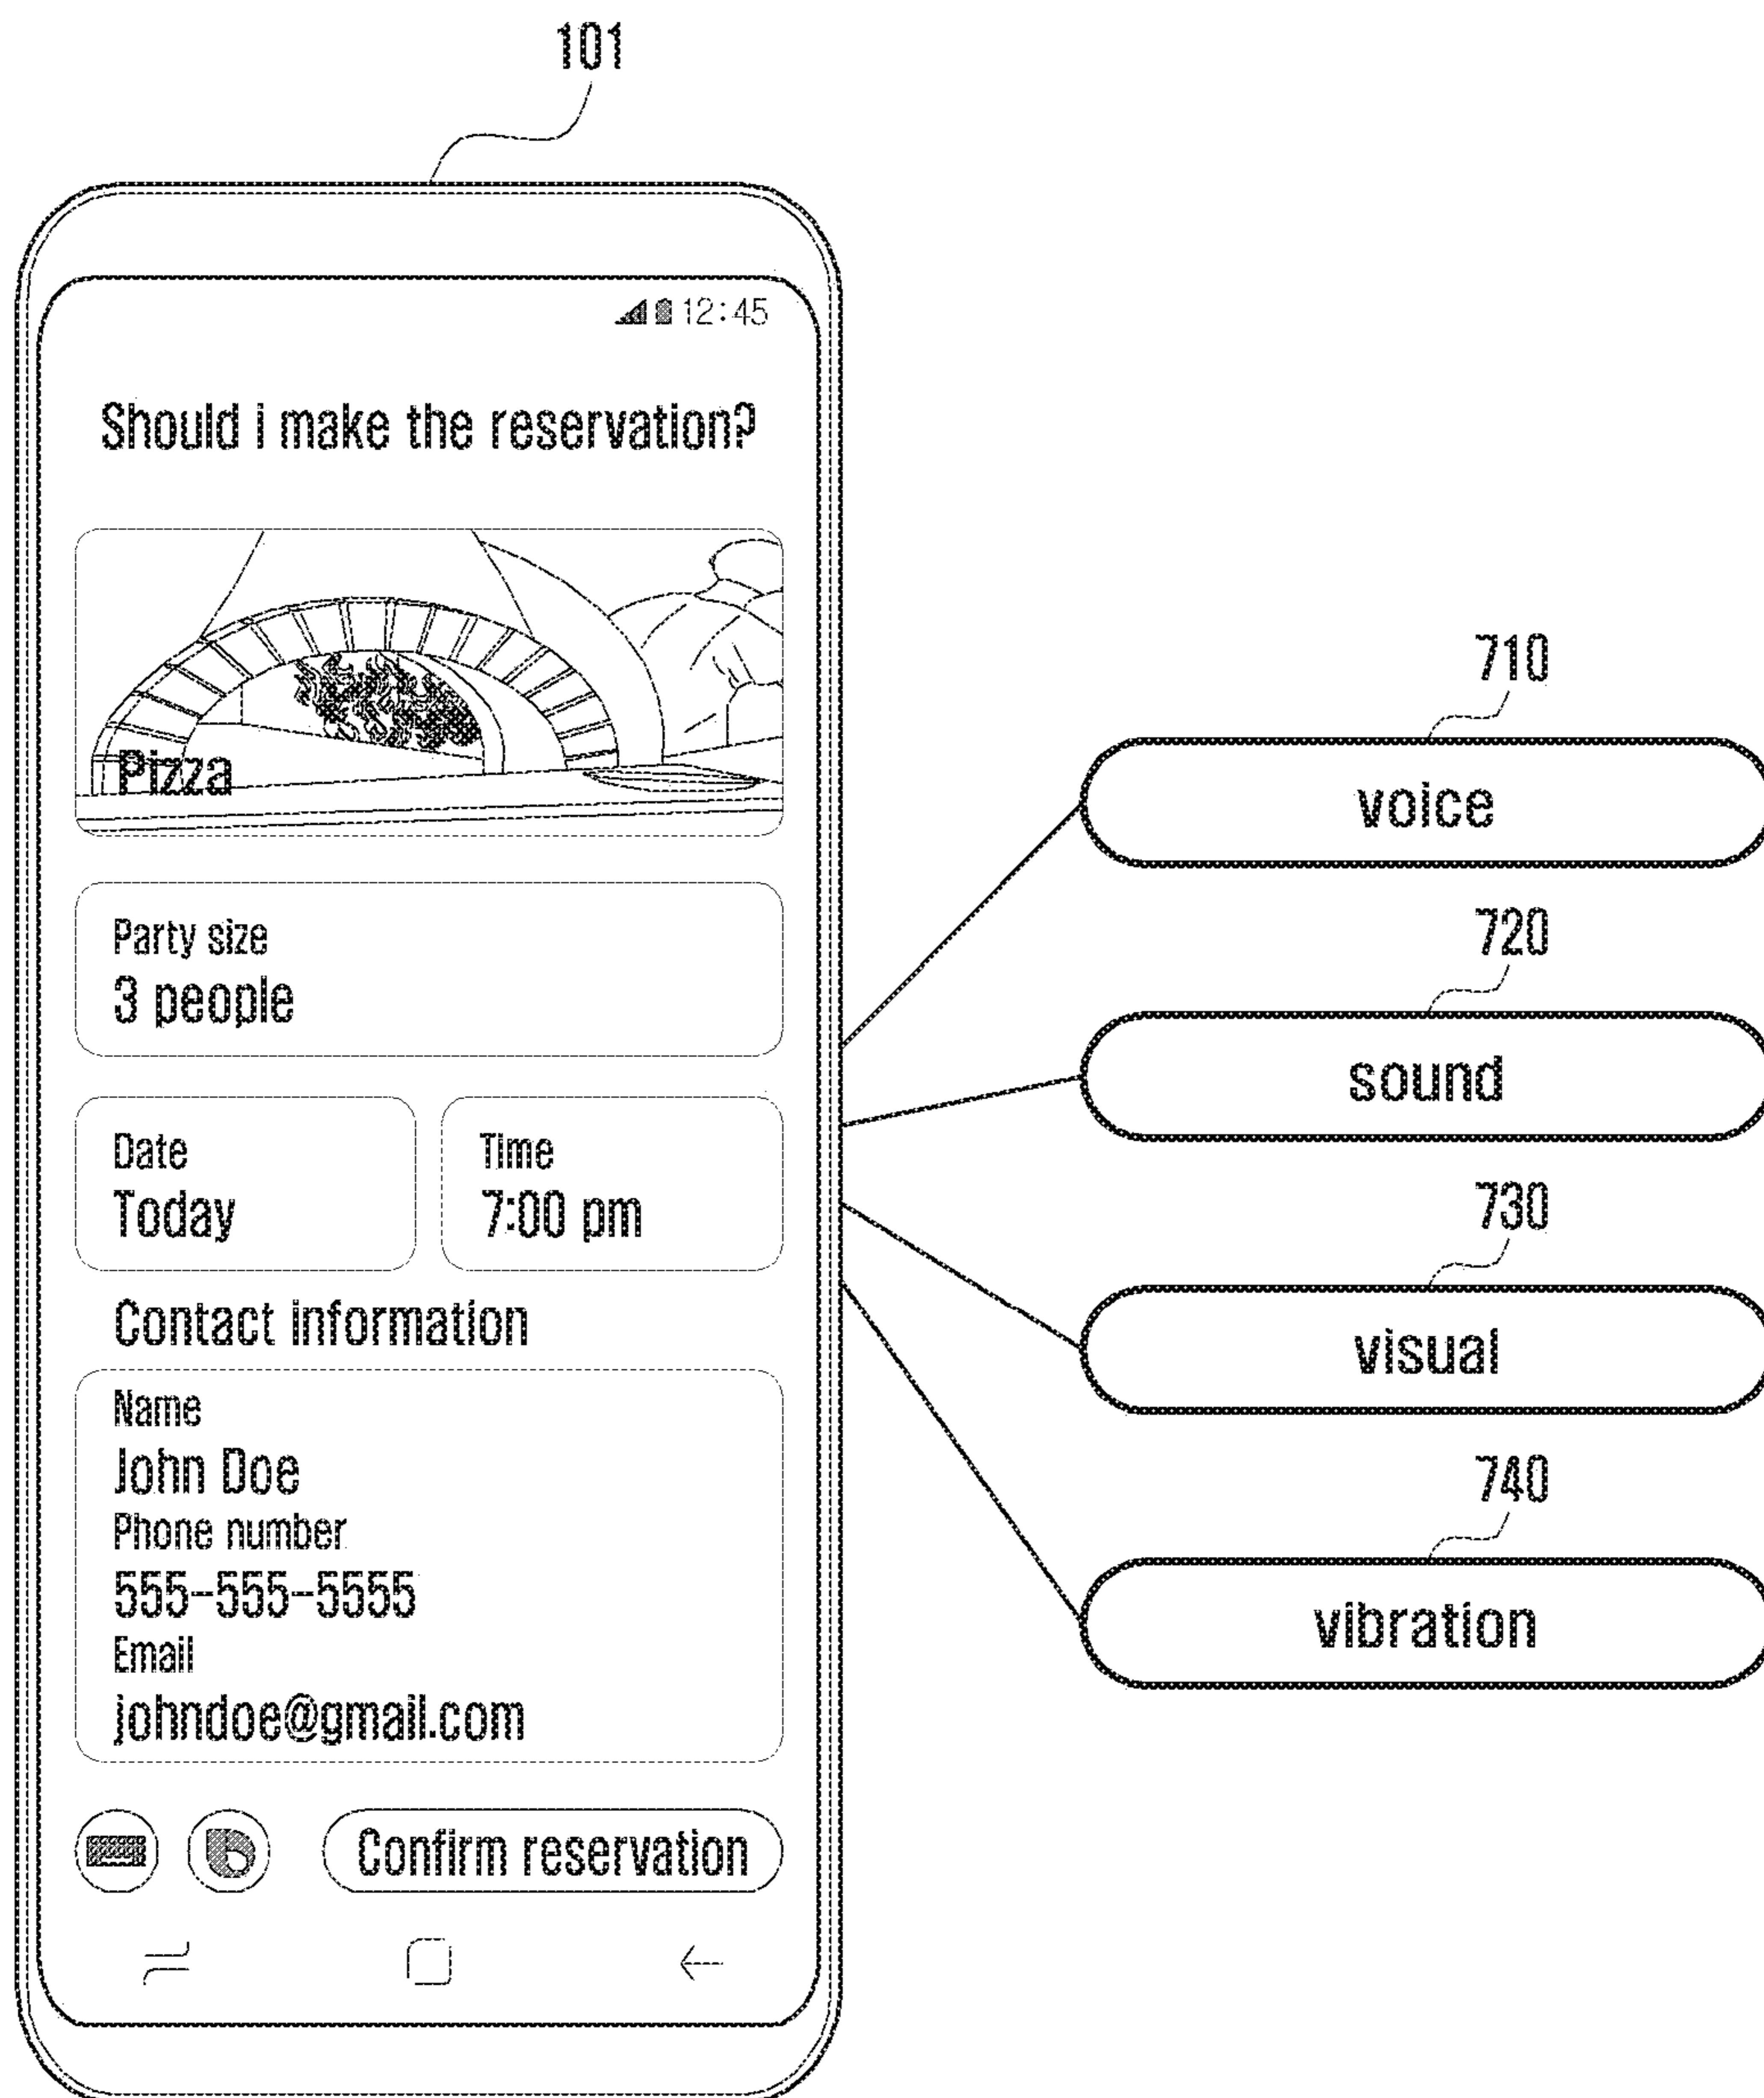 101
12:45
Should i make the reservation?
Pizza
Party size
3 people
Date
Today
Time
7:00 pm
Contact information
Name
John Doe
Phone number
555-555-5555
Email
johndoe@gmail.com
Confirm reservation
710
voice
720
sound
730
visual
740
vibration